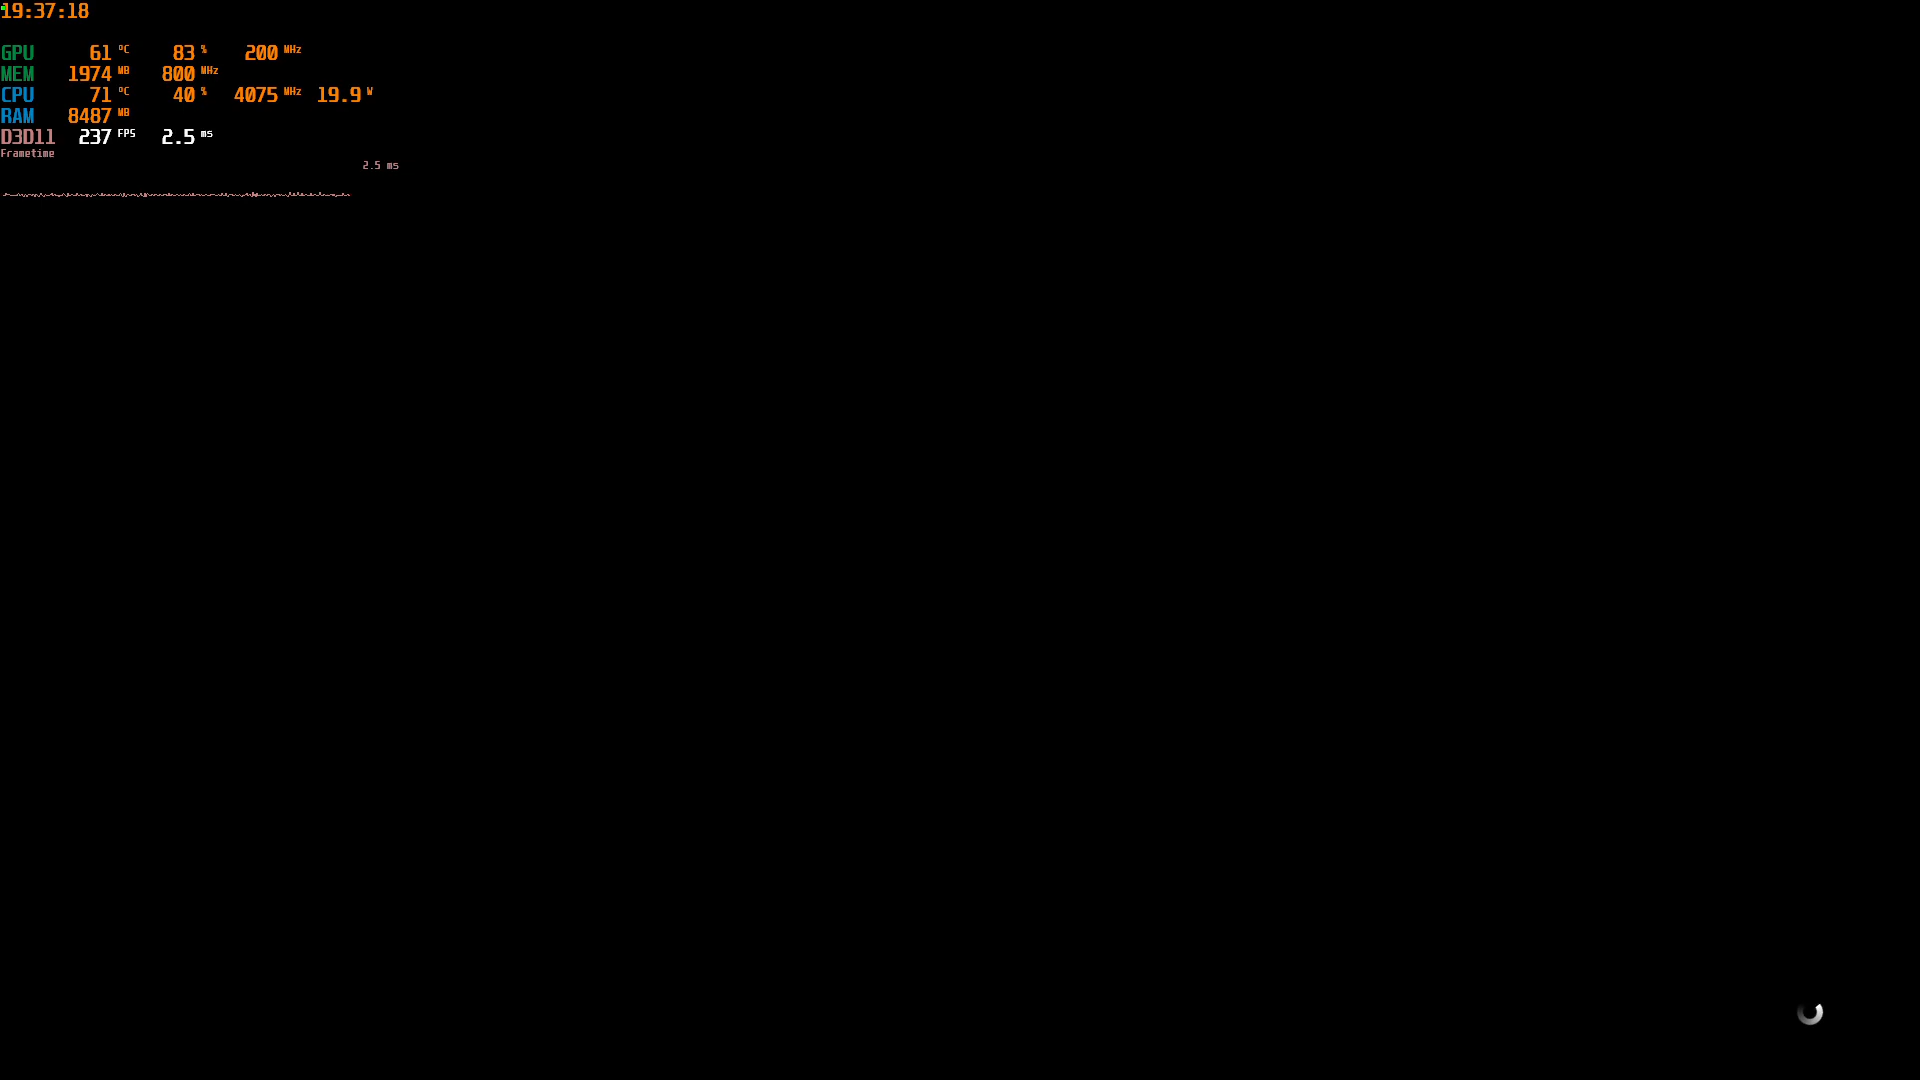 19:37:18
GPU 61 °C 83 % 200 MHz
MEM 1974 MB 800 MHz
CPU 71 °C 40 % 4075 MHz 19.9 W
RAM 8487 MB
D3D11 237 FPS 2.5 ms
Frametime
2.5 ms